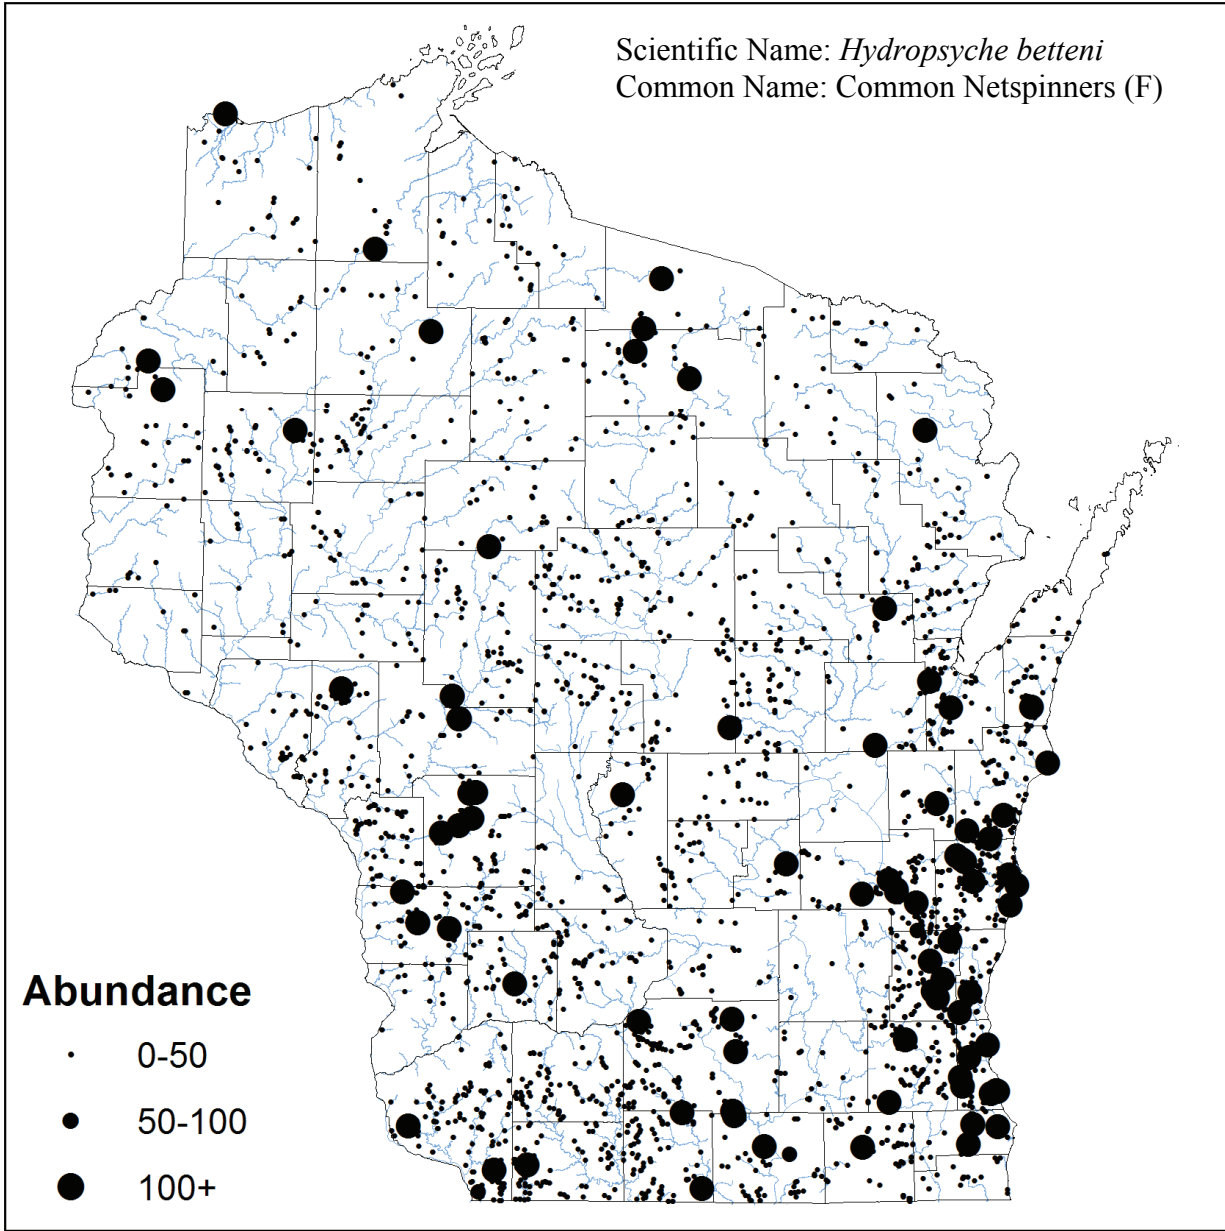 Scientific Name: Hydropsyche betteni
Common Name: Common Netspinners (F)
Abundance
0-50
50-100
100+